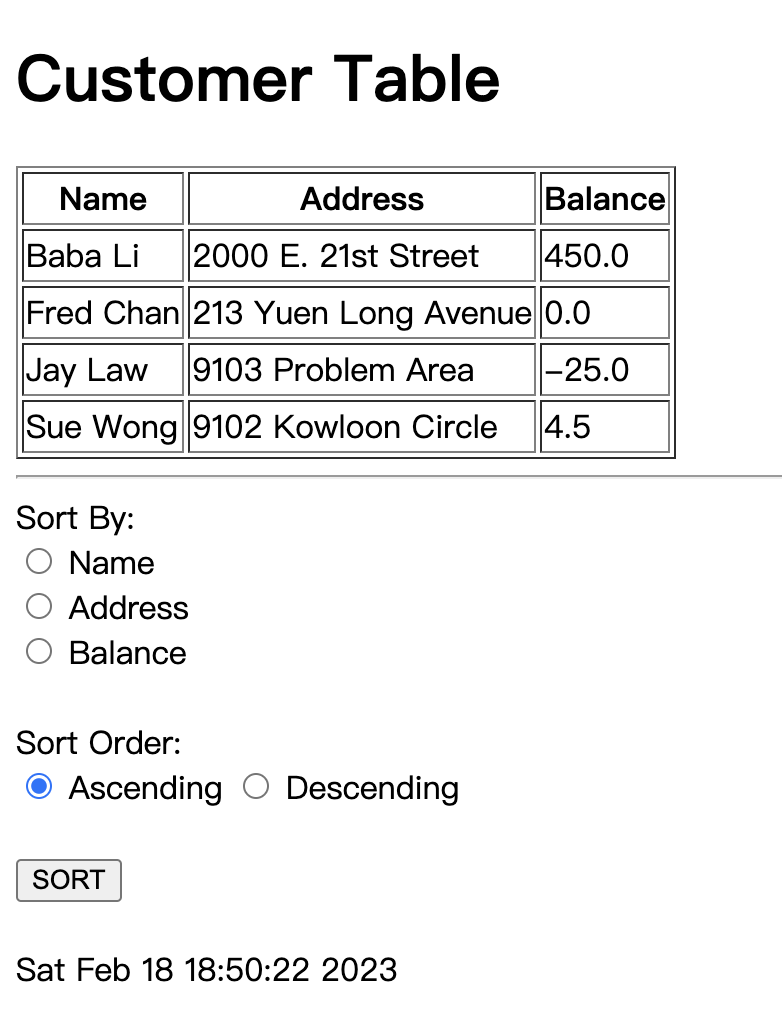 Customer Table
Name Address Balance
Baba Li 2000 E. 21st Street 450.0
Fred Chan 213 Yuen Long Avenue 0.0
Jay Law 9103 Problem Area −25.0
Sue Wong 9102 Kowloon Circle 4.5
Sort By:
Name
Address
Balance
Sort Order:
Ascending Descending
SORT
Sat Feb 18 18:50:22 2023